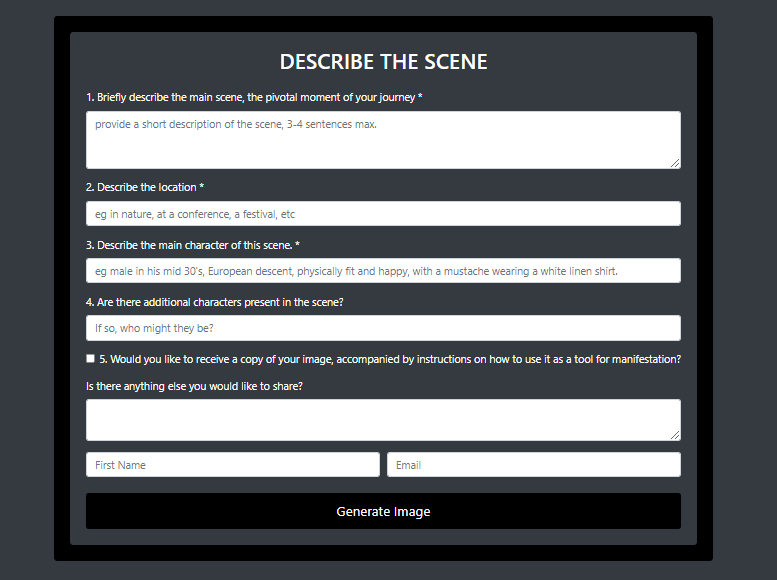 DESCRIBE THE SCENE
1. Briefly describe the main scene, the pivotal moment of your journey *
provide a short description of the scene, 3-4 sentences max.
2. Describe the location *
eg in nature, at a conference, a festival, etc
3. Describe the main character of this scene. *
eg male in his mid 30's, European descent, physically fit and happy, with a mustache wearing a white linen shirt.
4. Are there additional characters present in the scene?
If so, who might they be?
5. Would you like to receive a copy of your image, accompanied by instructions on how to use it as a tool for manifestation?
Is there anything else you would like to share?
First Name Email
Generate Image